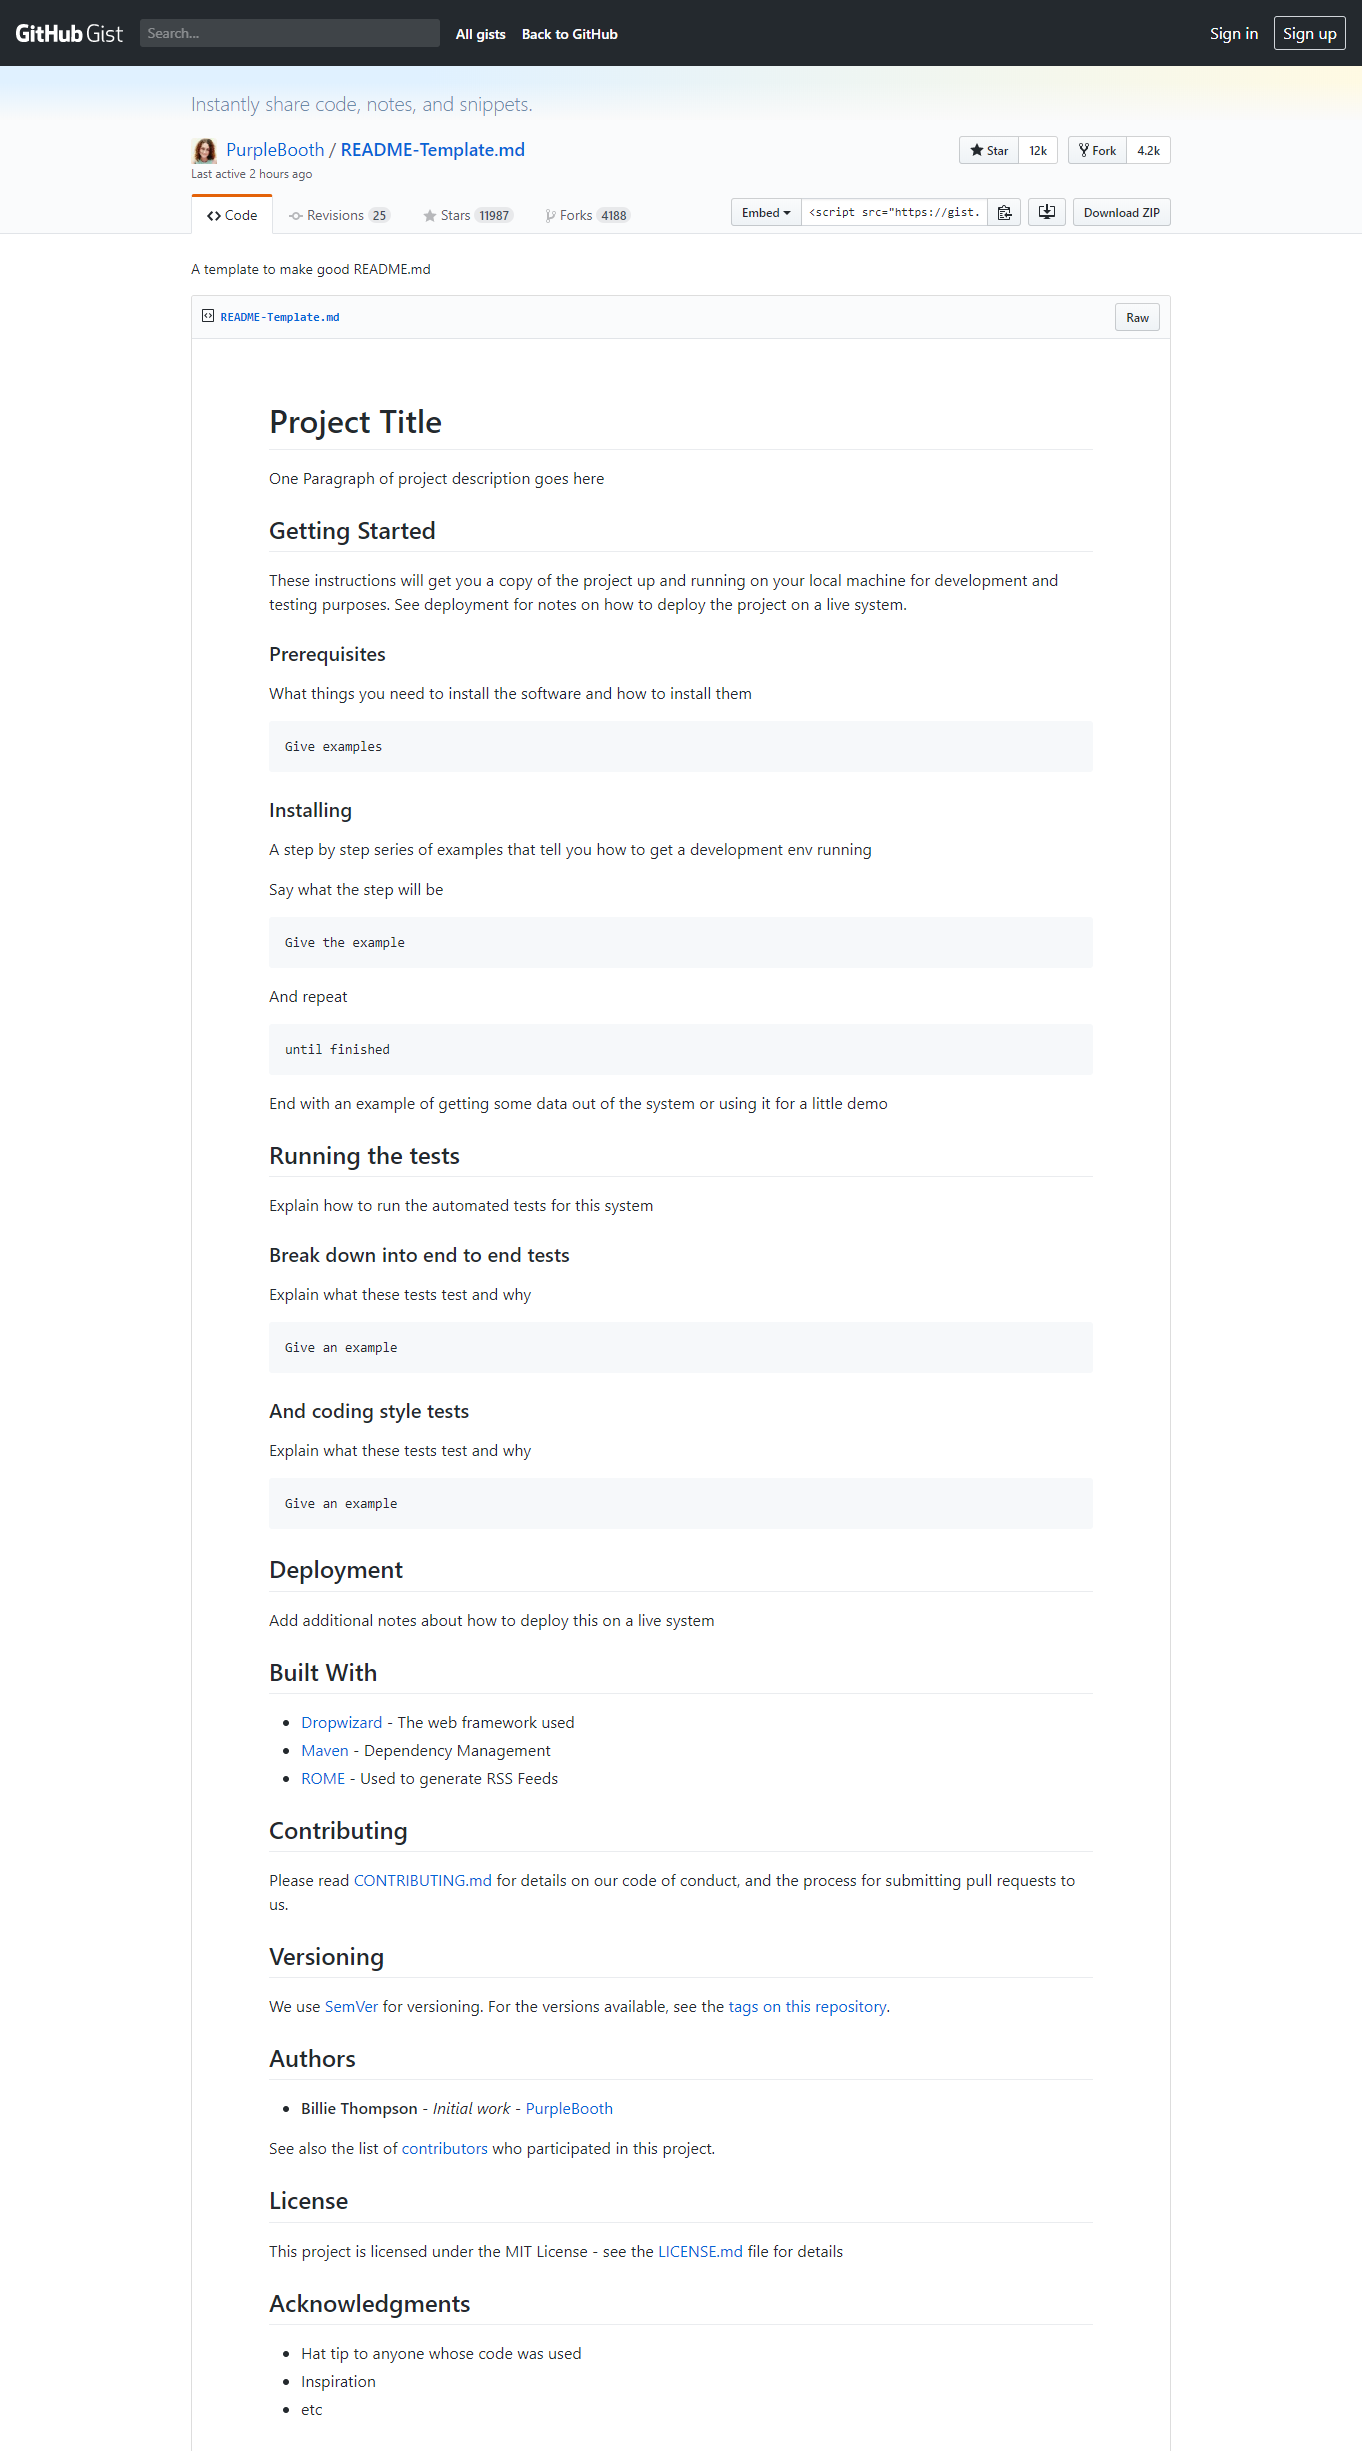 GitHub Gist Search... All gists Back to GitHub Sign in Sign up
Instantly share code, notes, and snippets.
PurpleBooth / README-Template.md Star 12k Fork 4.2k
Last active 2 hours ago
Code Revisions 25 Stars 11987 Forks 4188 Embed <script src="https://gist. Download ZIP
A template to make good README.md
README-Template.md Raw
Project Title
One Paragraph of project description goes here
Getting Started
These instructions will get you a copy of the project up and running on your local machine for development and
testing purposes. See deployment for notes on how to deploy the project on a live system.
Prerequisites
What things you need to install the software and how to install them
Give examples
Installing
A step by step series of examples that tell you how to get a development env running
Say what the step will be
Give the example
And repeat
until finished
End with an example of getting some data out of the system or using it for a little demo
Running the tests
Explain how to run the automated tests for this system
Break down into end to end tests
Explain what these tests test and why
Give an example
And coding style tests
Explain what these tests test and why
Give an example
Deployment
Add additional notes about how to deploy this on a live system
Built With
• Dropwizard - The web framework used
• Maven - Dependency Management
• ROME - Used to generate RSS Feeds
Contributing
Please read CONTRIBUTING.md for details on our code of conduct, and the process for submitting pull requests to
us.
Versioning
We use SemVer for versioning. For the versions available, see the tags on this repository.
Authors
• Billie Thompson - Initial work - PurpleBooth
See also the list of contributors who participated in this project.
License
This project is licensed under the MIT License - see the LICENSE.md file for details
Acknowledgments
• Hat tip to anyone whose code was used
• Inspiration
• etc